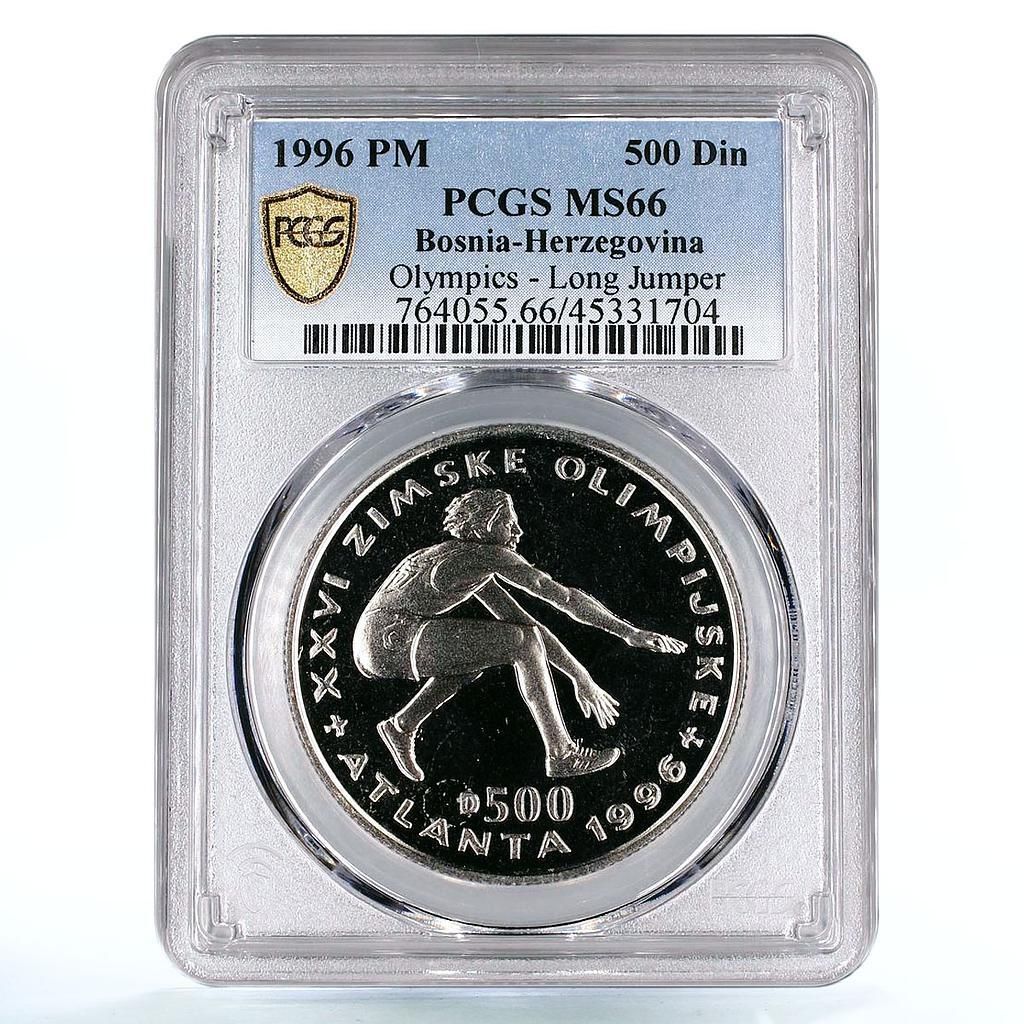 1996 PM 500 Din
PCGS MS66
PCGS
Bosnia-Herzegovina
Olympics - Long Jumper
764055.66/45331704
XXVI ZIMSKE OLIMPIJSKE
Đ500
ATLANTA 1996